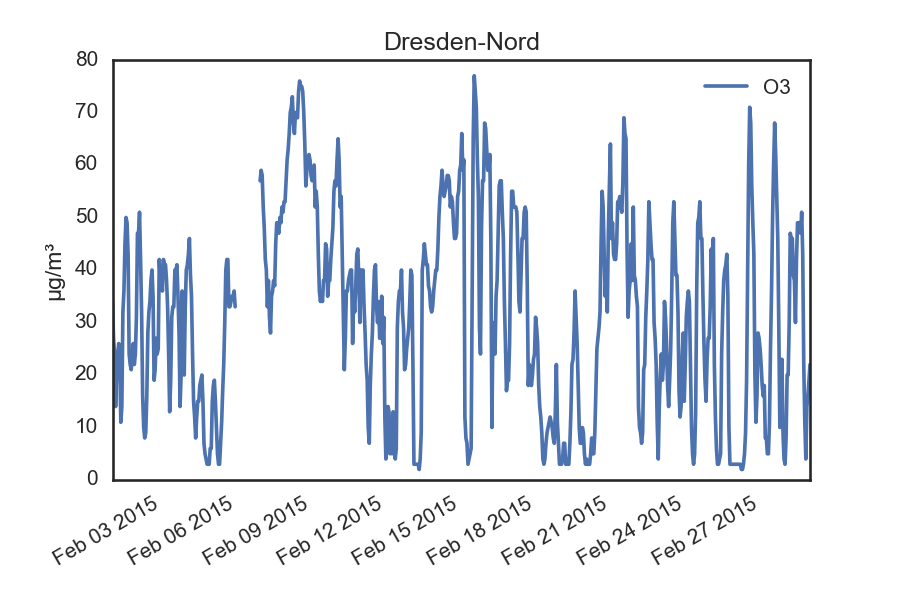 Dresden-Nord
O3
µg/m³
80
70
60
50
40
30
20
10
0
Feb 03 2015
Feb 06 2015
Feb 09 2015
Feb 12 2015
Feb 15 2015
Feb 18 2015
Feb 21 2015
Feb 24 2015
Feb 27 2015